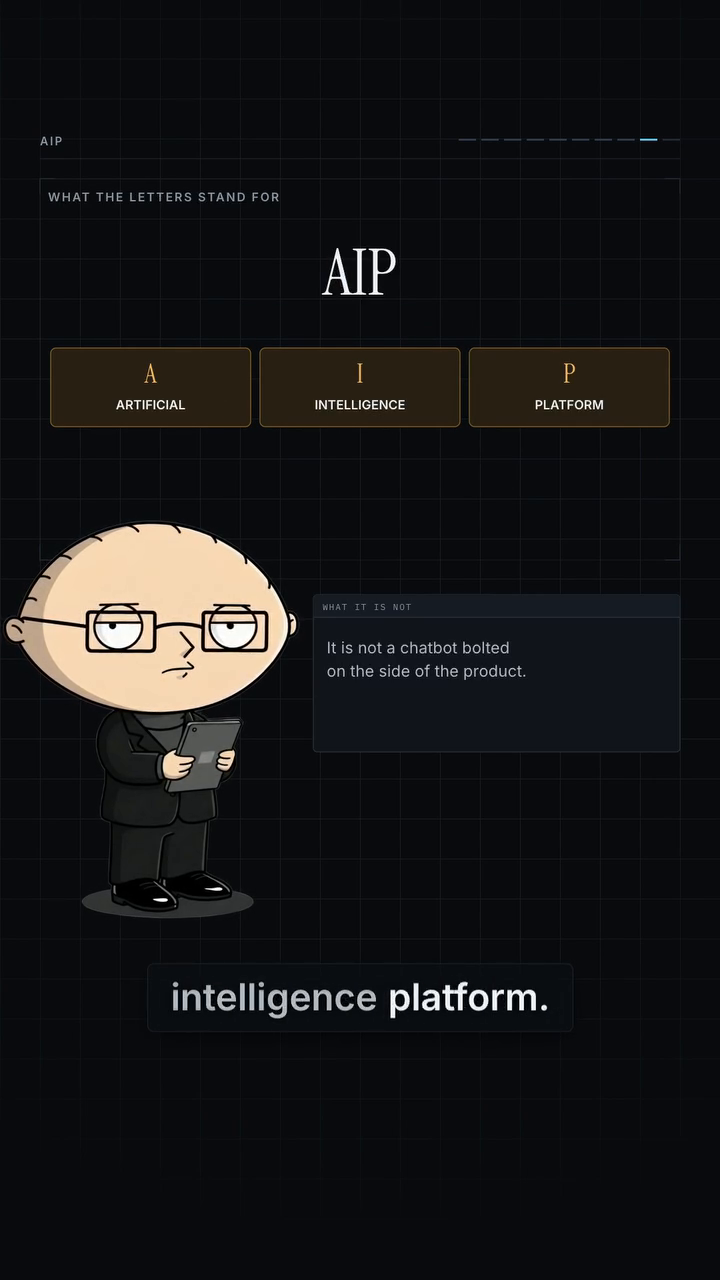 AIP
WHAT THE LETTERS STAND FOR
AIP
A
ARTIFICIAL
I
INTELLIGENCE
P
PLATFORM
WHAT IT IS NOT
It is not a chatbot bolted
on the side of the product.
intelligence platform.